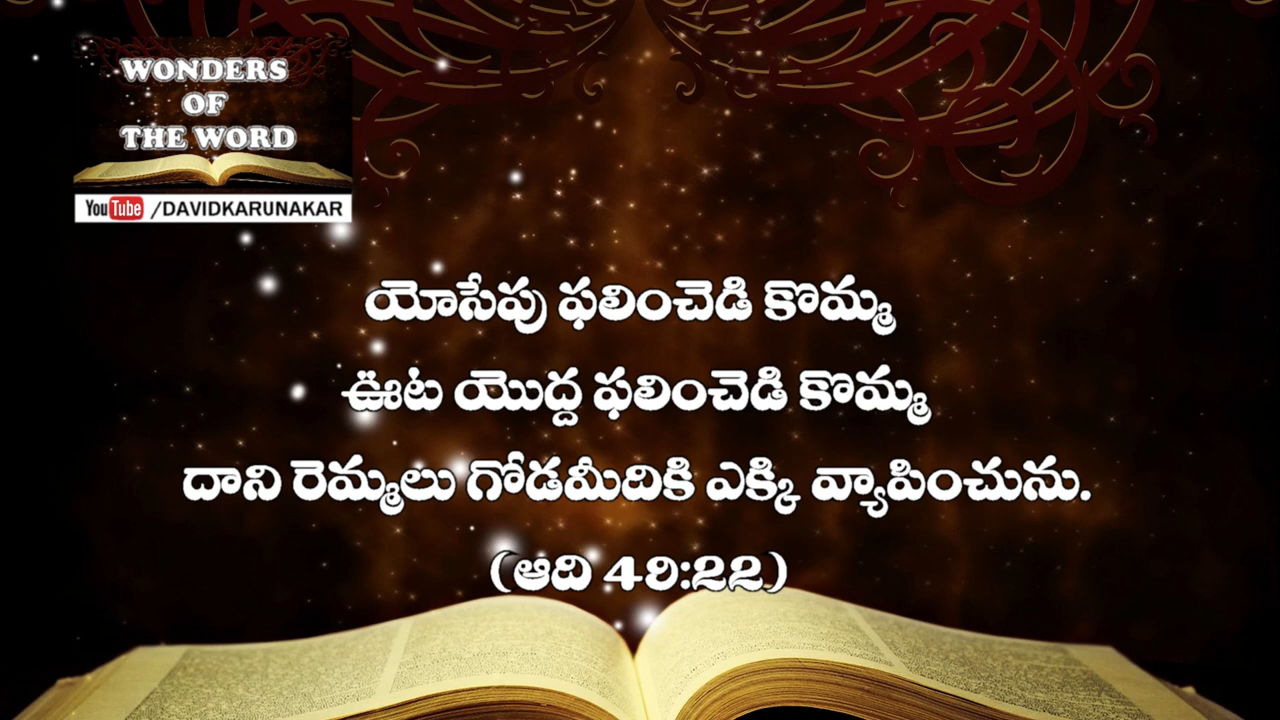 WONDERS
OF
THE WORD
YouTube /DAVIDKARUNAKAR
యోసేపు ఫలించెడి కొమ్మ
ఊట యొద్ద ఫలించెడి కొమ్మ
దాని రెమ్మలు గోడమీదికి ఎక్కి వ్యాపించును.
(ఆది 49:22)